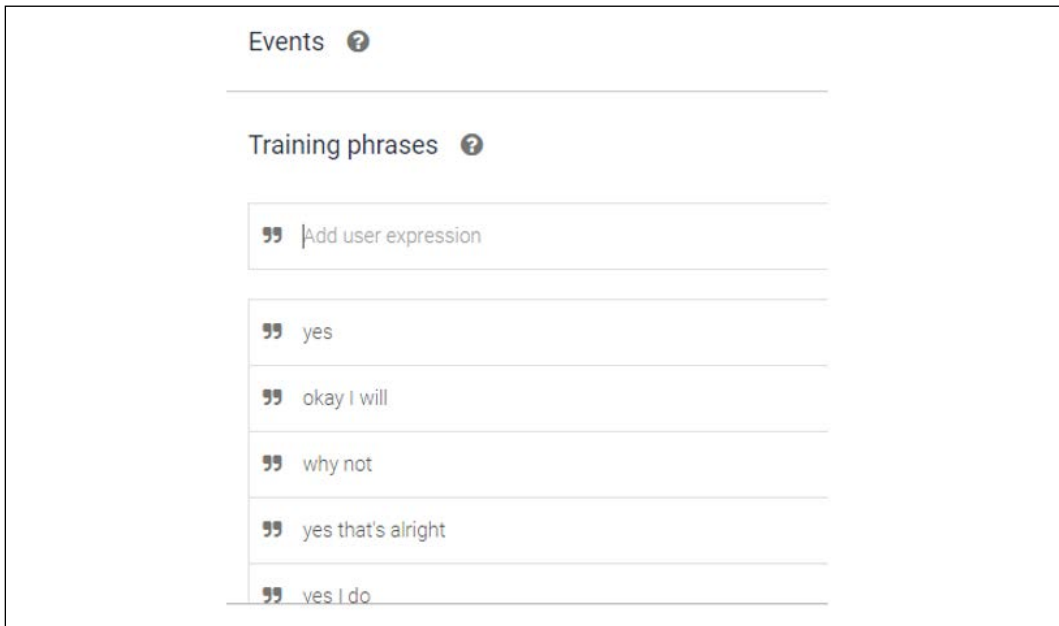 Events
Training phrases
Add user expression
yes
okay I will
why not
yes that's alright
yes I do